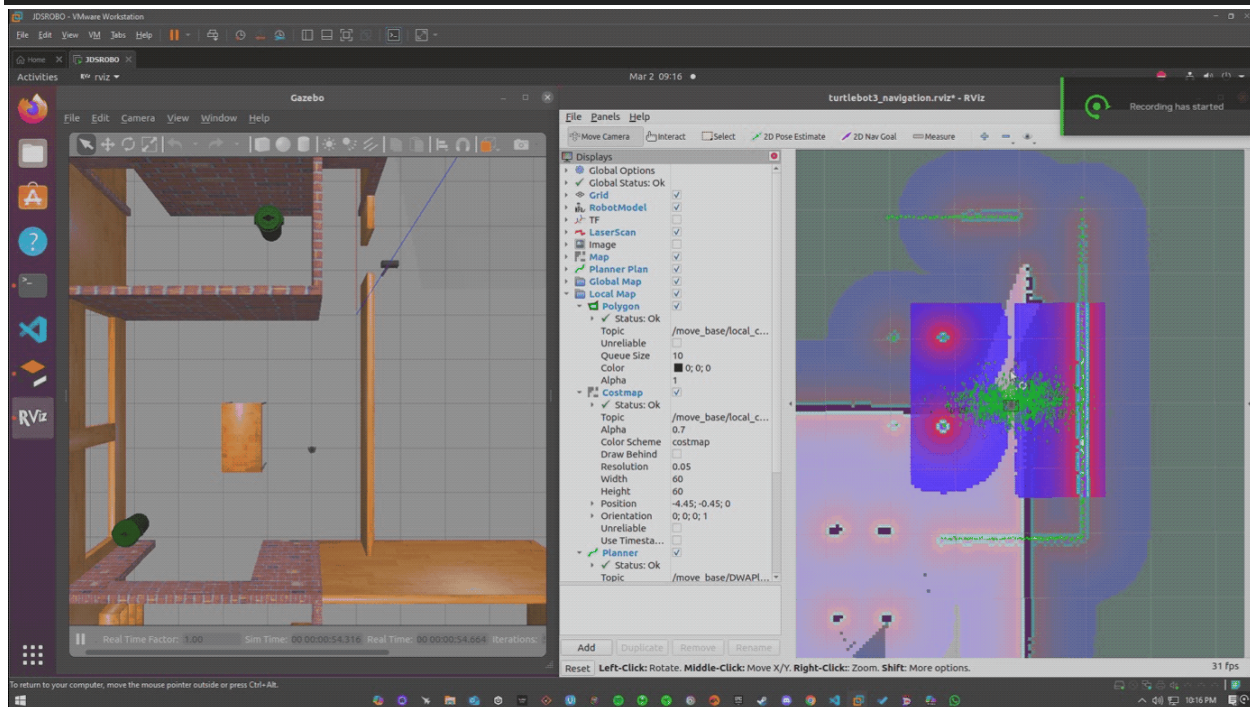 JDSROBO - VMware Workstation
File Edit View VM Tabs Help
Home JDSROBO
Activities RViz rviz Mar 2 09:16
Gazebo
turtlebot3_navigation.rviz* - RViz
Recording has started
File Edit Camera View Window Help
File Panels Help
Move Camera Interact Select 2D Pose Estimate 2D Nav Goal Measure
Displays
Global Options
Global Status: Ok
Grid
RobotModel
TF
LaserScan
Image
Map
Planner Plan
Global Map
Local Map
Polygon
Status: Ok
Topic /move_base/local_c...
Unreliable
Queue Size 10
Color 0; 0; 0
Alpha 1
Costmap
Status: Ok
Topic /move_base/local_c...
Alpha 0.7
Color Scheme costmap
Draw Behind
Resolution 0.05
Width 60
Height 60
Position -4.45; -0.45; 0
Orientation 0; 0; 0; 1
Unreliable
Use Timesta...
Planner
Status: Ok
Topic /move_base/DWAPl...
RViz
Real Time Factor: 1.00 Sim Time: 00 00:00:54.316 Real Time: 00 00:00:54.664 Iterations:
Add Duplicate Remove Rename
Reset Left-Click: Rotate. Middle-Click: Move X/Y. Right-Click:: Zoom. Shift: More options. 31 fps
To return to your computer, move the mouse pointer outside or press Ctrl+Alt.
10:16 PM